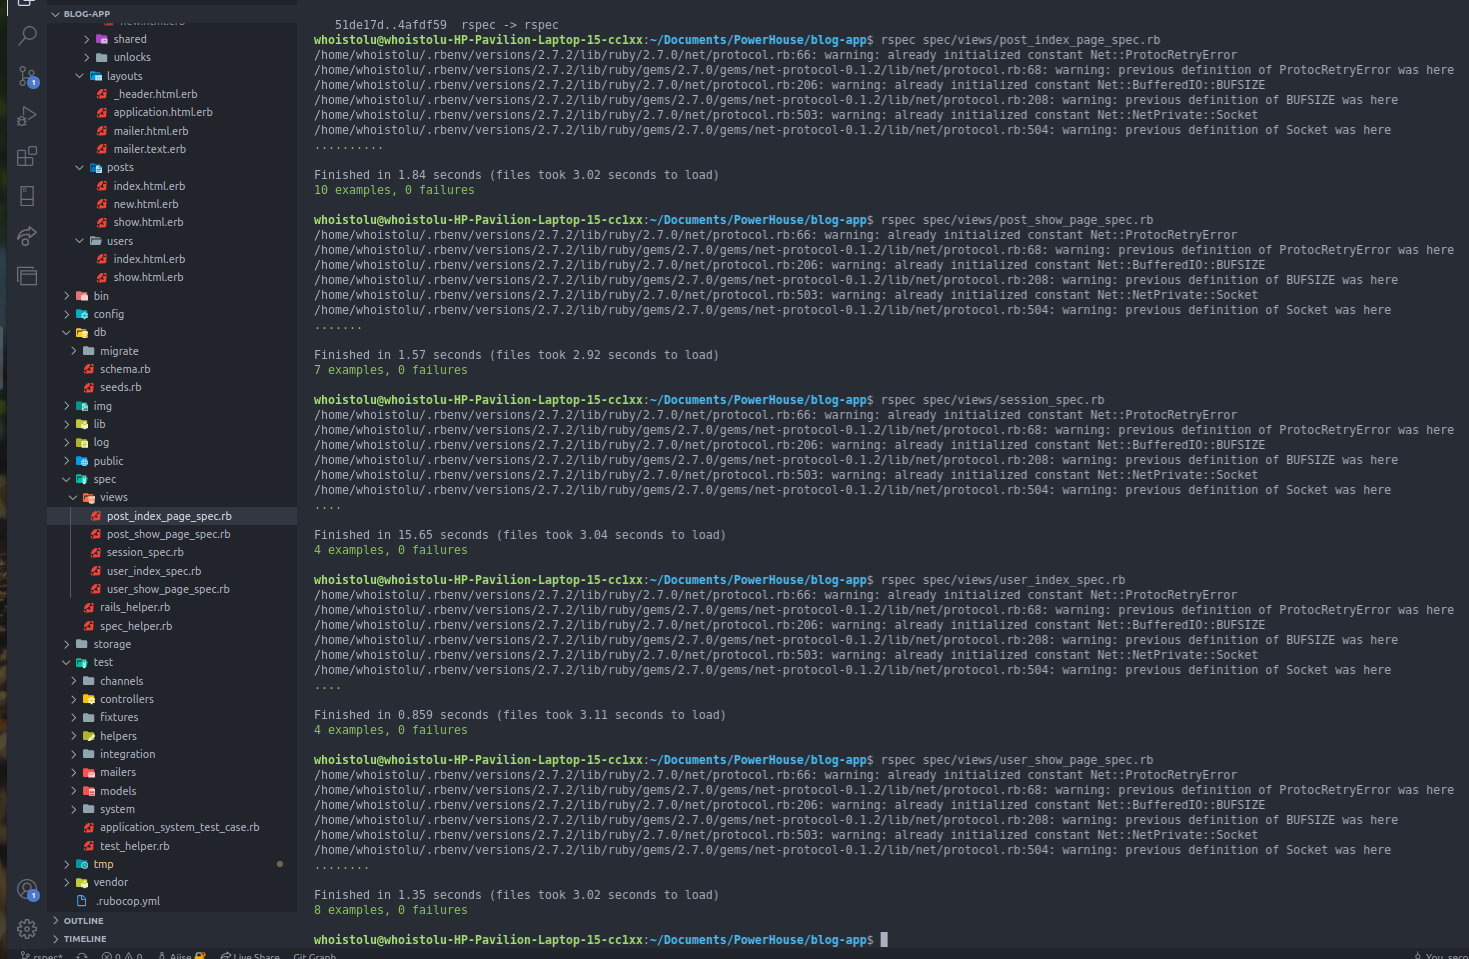 BLOG-APP
new.html.erb
shared
unlocks
layouts
_header.html.erb
application.html.erb
mailer.html.erb
mailer.text.erb
posts
index.html.erb
new.html.erb
show.html.erb
users
index.html.erb
show.html.erb
bin
config
db
migrate
schema.rb
seeds.rb
img
lib
log
public
spec
views
post_index_page_spec.rb
post_show_page_spec.rb
session_spec.rb
user_index_spec.rb
user_show_page_spec.rb
rails_helper.rb
spec_helper.rb
storage
test
channels
controllers
fixtures
helpers
integration
mailers
models
system
application_system_test_case.rb
test_helper.rb
tmp
vendor
.rubocop.yml
OUTLINE
TIMELINE
1
1
51de17d..4afdf59  rspec -> rspec
whoistolu@whoistolu-HP-Pavilion-Laptop-15-cc1xx:~/Documents/PowerHouse/blog-app$ rspec spec/views/post_index_page_spec.rb
/home/whoistolu/.rbenv/versions/2.7.2/lib/ruby/2.7.0/net/protocol.rb:66: warning: already initialized constant Net::ProtocRetryError
/home/whoistolu/.rbenv/versions/2.7.2/lib/ruby/gems/2.7.0/gems/net-protocol-0.1.2/lib/net/protocol.rb:68: warning: previous definition of ProtocRetryError was here
/home/whoistolu/.rbenv/versions/2.7.2/lib/ruby/2.7.0/net/protocol.rb:206: warning: already initialized constant Net::BufferedIO::BUFSIZE
/home/whoistolu/.rbenv/versions/2.7.2/lib/ruby/gems/2.7.0/gems/net-protocol-0.1.2/lib/net/protocol.rb:208: warning: previous definition of BUFSIZE was here
/home/whoistolu/.rbenv/versions/2.7.2/lib/ruby/2.7.0/net/protocol.rb:503: warning: already initialized constant Net::NetPrivate::Socket
/home/whoistolu/.rbenv/versions/2.7.2/lib/ruby/gems/2.7.0/gems/net-protocol-0.1.2/lib/net/protocol.rb:504: warning: previous definition of Socket was here
..........
Finished in 1.84 seconds (files took 3.02 seconds to load)
10 examples, 0 failures
whoistolu@whoistolu-HP-Pavilion-Laptop-15-cc1xx:~/Documents/PowerHouse/blog-app$ rspec spec/views/post_show_page_spec.rb
/home/whoistolu/.rbenv/versions/2.7.2/lib/ruby/2.7.0/net/protocol.rb:66: warning: already initialized constant Net::ProtocRetryError
/home/whoistolu/.rbenv/versions/2.7.2/lib/ruby/gems/2.7.0/gems/net-protocol-0.1.2/lib/net/protocol.rb:68: warning: previous definition of ProtocRetryError was here
/home/whoistolu/.rbenv/versions/2.7.2/lib/ruby/2.7.0/net/protocol.rb:206: warning: already initialized constant Net::BufferedIO::BUFSIZE
/home/whoistolu/.rbenv/versions/2.7.2/lib/ruby/gems/2.7.0/gems/net-protocol-0.1.2/lib/net/protocol.rb:208: warning: previous definition of BUFSIZE was here
/home/whoistolu/.rbenv/versions/2.7.2/lib/ruby/2.7.0/net/protocol.rb:503: warning: already initialized constant Net::NetPrivate::Socket
/home/whoistolu/.rbenv/versions/2.7.2/lib/ruby/gems/2.7.0/gems/net-protocol-0.1.2/lib/net/protocol.rb:504: warning: previous definition of Socket was here
.......
Finished in 1.57 seconds (files took 2.92 seconds to load)
7 examples, 0 failures
whoistolu@whoistolu-HP-Pavilion-Laptop-15-cc1xx:~/Documents/PowerHouse/blog-app$ rspec spec/views/session_spec.rb
/home/whoistolu/.rbenv/versions/2.7.2/lib/ruby/2.7.0/net/protocol.rb:66: warning: already initialized constant Net::ProtocRetryError
/home/whoistolu/.rbenv/versions/2.7.2/lib/ruby/gems/2.7.0/gems/net-protocol-0.1.2/lib/net/protocol.rb:68: warning: previous definition of ProtocRetryError was here
/home/whoistolu/.rbenv/versions/2.7.2/lib/ruby/2.7.0/net/protocol.rb:206: warning: already initialized constant Net::BufferedIO::BUFSIZE
/home/whoistolu/.rbenv/versions/2.7.2/lib/ruby/gems/2.7.0/gems/net-protocol-0.1.2/lib/net/protocol.rb:208: warning: previous definition of BUFSIZE was here
/home/whoistolu/.rbenv/versions/2.7.2/lib/ruby/2.7.0/net/protocol.rb:503: warning: already initialized constant Net::NetPrivate::Socket
/home/whoistolu/.rbenv/versions/2.7.2/lib/ruby/gems/2.7.0/gems/net-protocol-0.1.2/lib/net/protocol.rb:504: warning: previous definition of Socket was here
....
Finished in 15.65 seconds (files took 3.04 seconds to load)
4 examples, 0 failures
whoistolu@whoistolu-HP-Pavilion-Laptop-15-cc1xx:~/Documents/PowerHouse/blog-app$ rspec spec/views/user_index_spec.rb
/home/whoistolu/.rbenv/versions/2.7.2/lib/ruby/2.7.0/net/protocol.rb:66: warning: already initialized constant Net::ProtocRetryError
/home/whoistolu/.rbenv/versions/2.7.2/lib/ruby/gems/2.7.0/gems/net-protocol-0.1.2/lib/net/protocol.rb:68: warning: previous definition of ProtocRetryError was here
/home/whoistolu/.rbenv/versions/2.7.2/lib/ruby/2.7.0/net/protocol.rb:206: warning: already initialized constant Net::BufferedIO::BUFSIZE
/home/whoistolu/.rbenv/versions/2.7.2/lib/ruby/gems/2.7.0/gems/net-protocol-0.1.2/lib/net/protocol.rb:208: warning: previous definition of BUFSIZE was here
/home/whoistolu/.rbenv/versions/2.7.2/lib/ruby/2.7.0/net/protocol.rb:503: warning: already initialized constant Net::NetPrivate::Socket
/home/whoistolu/.rbenv/versions/2.7.2/lib/ruby/gems/2.7.0/gems/net-protocol-0.1.2/lib/net/protocol.rb:504: warning: previous definition of Socket was here
....
Finished in 0.859 seconds (files took 3.11 seconds to load)
4 examples, 0 failures
whoistolu@whoistolu-HP-Pavilion-Laptop-15-cc1xx:~/Documents/PowerHouse/blog-app$ rspec spec/views/user_show_page_spec.rb
/home/whoistolu/.rbenv/versions/2.7.2/lib/ruby/2.7.0/net/protocol.rb:66: warning: already initialized constant Net::ProtocRetryError
/home/whoistolu/.rbenv/versions/2.7.2/lib/ruby/gems/2.7.0/gems/net-protocol-0.1.2/lib/net/protocol.rb:68: warning: previous definition of ProtocRetryError was here
/home/whoistolu/.rbenv/versions/2.7.2/lib/ruby/2.7.0/net/protocol.rb:206: warning: already initialized constant Net::BufferedIO::BUFSIZE
/home/whoistolu/.rbenv/versions/2.7.2/lib/ruby/gems/2.7.0/gems/net-protocol-0.1.2/lib/net/protocol.rb:208: warning: previous definition of BUFSIZE was here
/home/whoistolu/.rbenv/versions/2.7.2/lib/ruby/2.7.0/net/protocol.rb:503: warning: already initialized constant Net::NetPrivate::Socket
/home/whoistolu/.rbenv/versions/2.7.2/lib/ruby/gems/2.7.0/gems/net-protocol-0.1.2/lib/net/protocol.rb:504: warning: previous definition of Socket was here
........
Finished in 1.35 seconds (files took 3.02 seconds to load)
8 examples, 0 failures
whoistolu@whoistolu-HP-Pavilion-Laptop-15-cc1xx:~/Documents/PowerHouse/blog-app$
rspec* 0 0 Live Share Git Graph You,